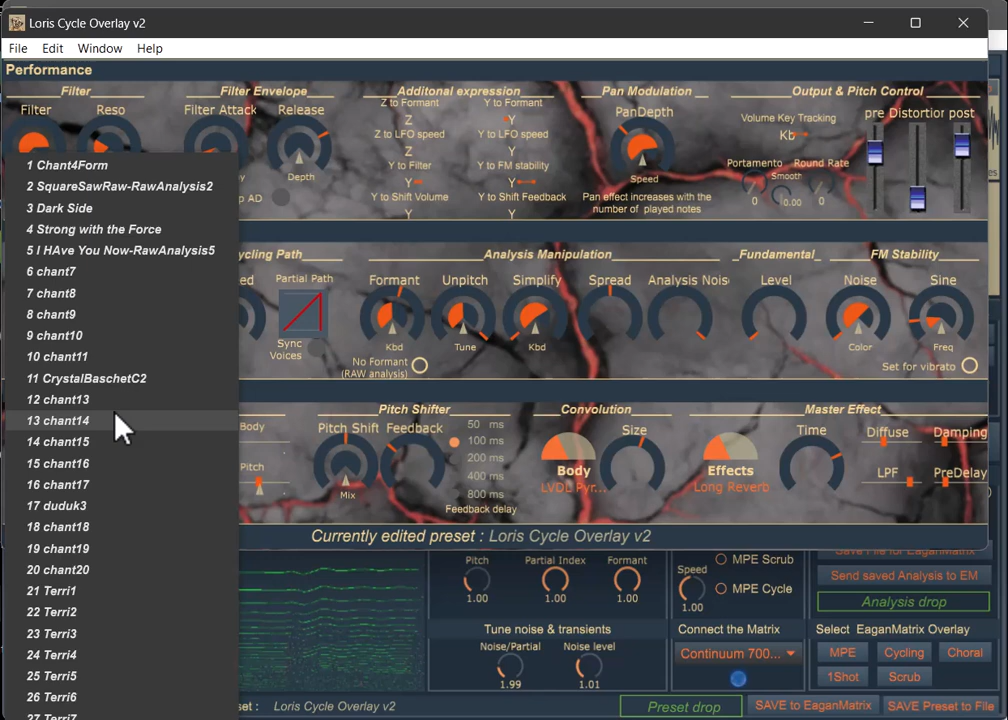 Loris Cycle Overlay v2
File Edit Window Help
Performance
Filter Filter Envelope Additonal expression Pan Modulation Output & Pitch Control
Filter Reso Filter Attack Release Z to Formant Y to Formant PanDepth Volume Key Tracking pre Distortion post
Z Y
Z to LFO speed Y to LFO speed Kb
Z
Y to Filter Y to FM stability Portamento Round Rate
Depth Y Y Speed Smooth
AD Y to Shift Volume Y to Shift Feedback Pan effect increases with the 0 0.00 0
Y Y number of played notes
1 Chant4Form
2 SquareSawRaw-RawAnalysis2
3 Dark Side
4 Strong with the Force
5 I HAve You Now-RawAnalysis5
6 chant7
7 chant8
8 chant9
9 chant10
10 chant11
11 CrystalBaschetC2
12 chant13
13 chant14
14 chant15
15 chant16
16 chant17
17 duduk3
18 chant18
19 chant19
20 chant20
21 Terri1
22 Terri2
23 Terri3
24 Terri4
25 Terri5
26 Terri6
27 Terri7
ycling Path Analysis Manipulation Fundamental FM Stability
ed Partial Path Formant Unpitch Simplify Spread Analysis Nois Level Noise Sine
Sync Voices Kbd Tune Kbd Color Freq
No Formant (RAW analysis) Set for vibrato
Pitch Shifter Convolution Master Effect
Body Pitch Shift Feedback 50 ms Size Time Diffuse Damping
100 ms
200 ms
Pitch 400 ms Body Effects LPF PreDelay
Mix 800 ms LVDL Pyr... Long Reverb
Feedback delay
Currently edited preset : Loris Cycle Overlay v2
Pitch Partial Index Formant Speed MPE Scrub Save File for EaganMatrix
1.00 1.00 1.00 1.00 MPE Cycle Send saved Analysis to EM
Analysis drop
Tune noise & transients Connect the Matrix Select EaganMatrix Overlay
Noise/Partial Noise level Continuum 700... MPE Cycling Choral
1.99 1.01 1Shot Scrub
set : Loris Cycle Overlay v2 Preset drop SAVE to EaganMatrix SAVE Preset to File